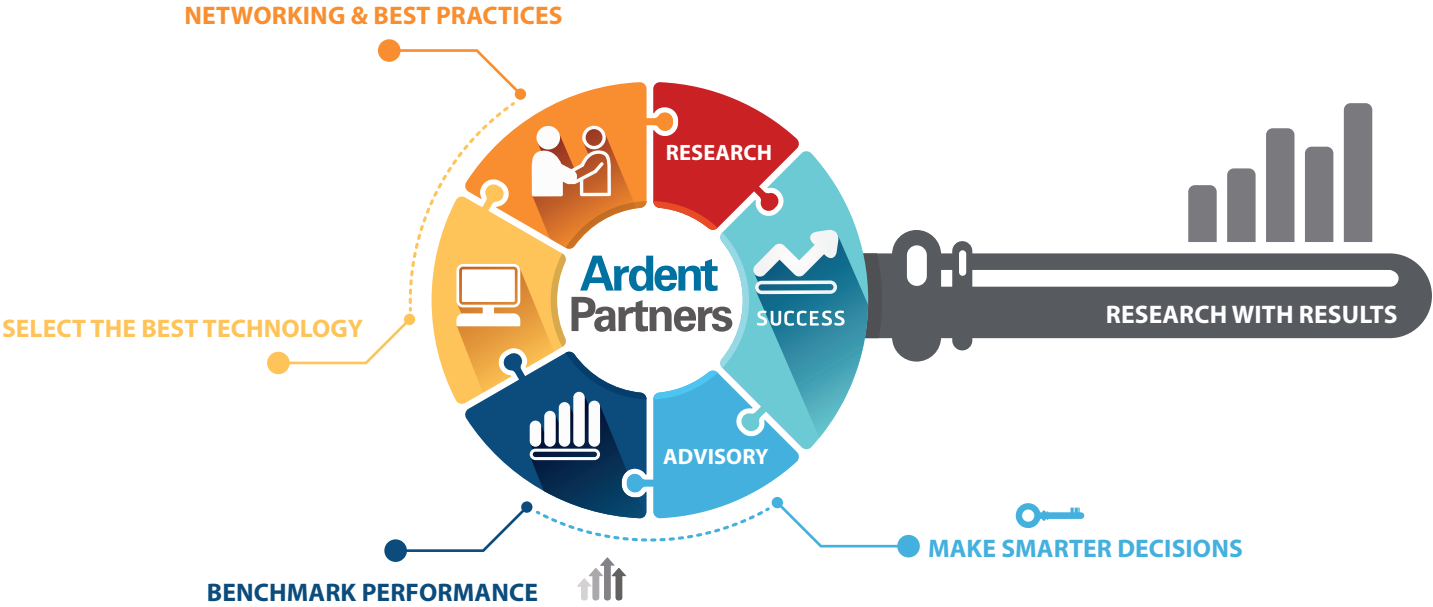 NETWORKING & BEST PRACTICES
RESEARCH
Ardent
Partners
SUCCESS
RESEARCH WITH RESULTS
SELECT THE BEST TECHNOLOGY
ADVISORY
MAKE SMARTER DECISIONS
BENCHMARK PERFORMANCE